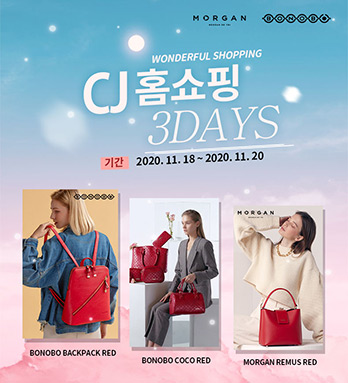 MORGAN
BONOBO
WONDERFUL SHOPPING
CJ 홈쇼핑
3DAYS
기간 2020. 11. 18 ~ 2020. 11. 20
BONOBO
MORGAN
BONOBO BACKPACK RED
BONOBO COCO RED
MORGAN REMUS RED